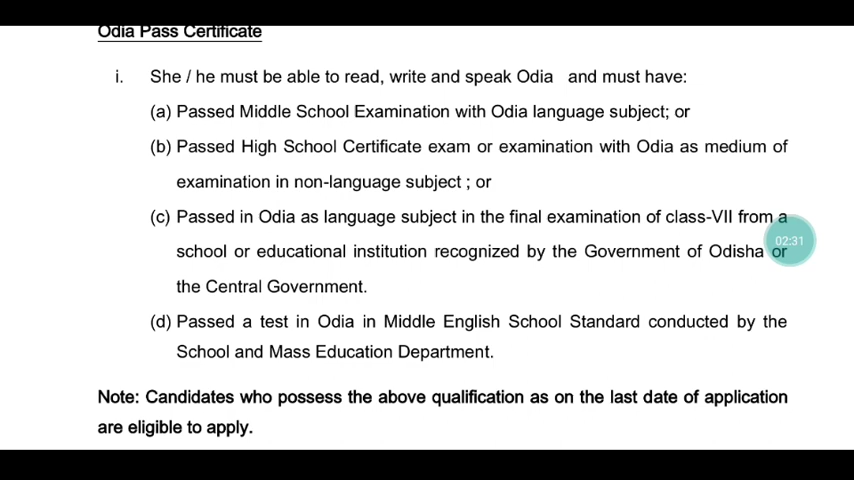 Odia Pass Certificate
i. She / he must be able to read, write and speak Odia and must have:
(a) Passed Middle School Examination with Odia language subject; or
(b) Passed High School Certificate exam or examination with Odia as medium of
examination in non-language subject ; or
(c) Passed in Odia as language subject in the final examination of class-VII from a
02:31
school or educational institution recognized by the Government of Odisha or
the Central Government.
(d) Passed a test in Odia in Middle English School Standard conducted by the
School and Mass Education Department.
Note: Candidates who possess the above qualification as on the last date of application
are eligible to apply.